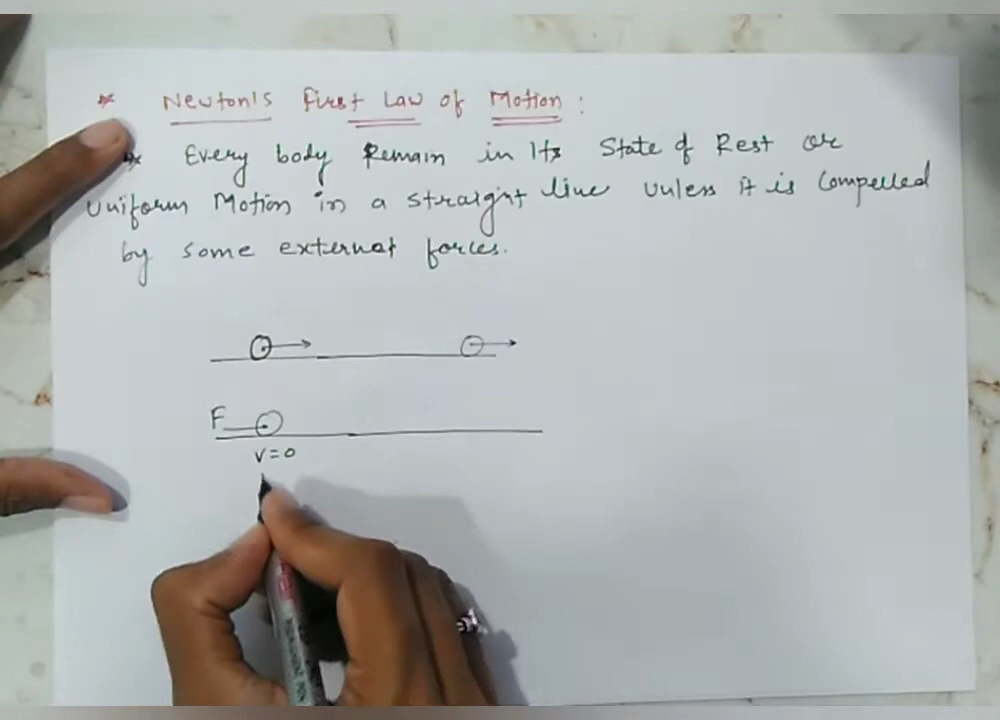 * Newton's First Law of Motion :
* Every body Remain in Its State of Rest or
Uniform Motion in a straight line unless it is Compelled
by some external forces.
F
V=0